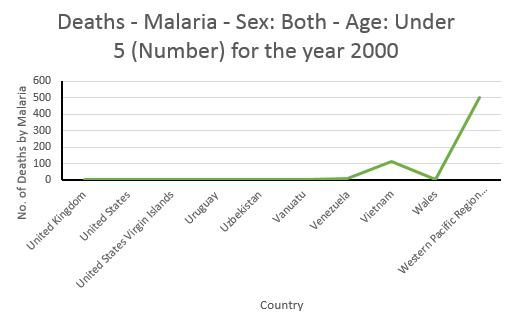 Deaths - Malaria - Sex: Both - Age: Under
5 (Number) for the year 2000
No. of Deaths by Malaria
600
500
400
300
200
100
0
United Kingdom
United States
United States Virgin Islands
Uruguay
Uzbekistan
Vanuatu
Venezuela
Vietnam
Wales
Western Pacific Region...
Country